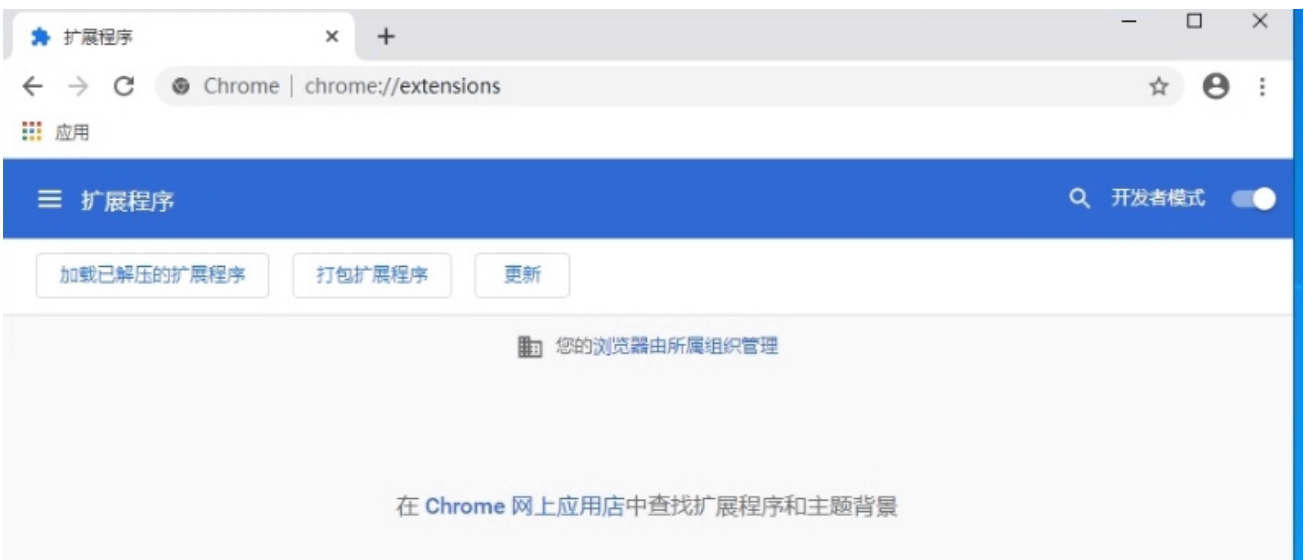 扩展程序
Chrome | chrome://extensions
应用
扩展程序 开发者模式
加载已解压的扩展程序 打包扩展程序 更新
您的浏览器由所属组织管理
在 Chrome 网上应用店中查找扩展程序和主题背景